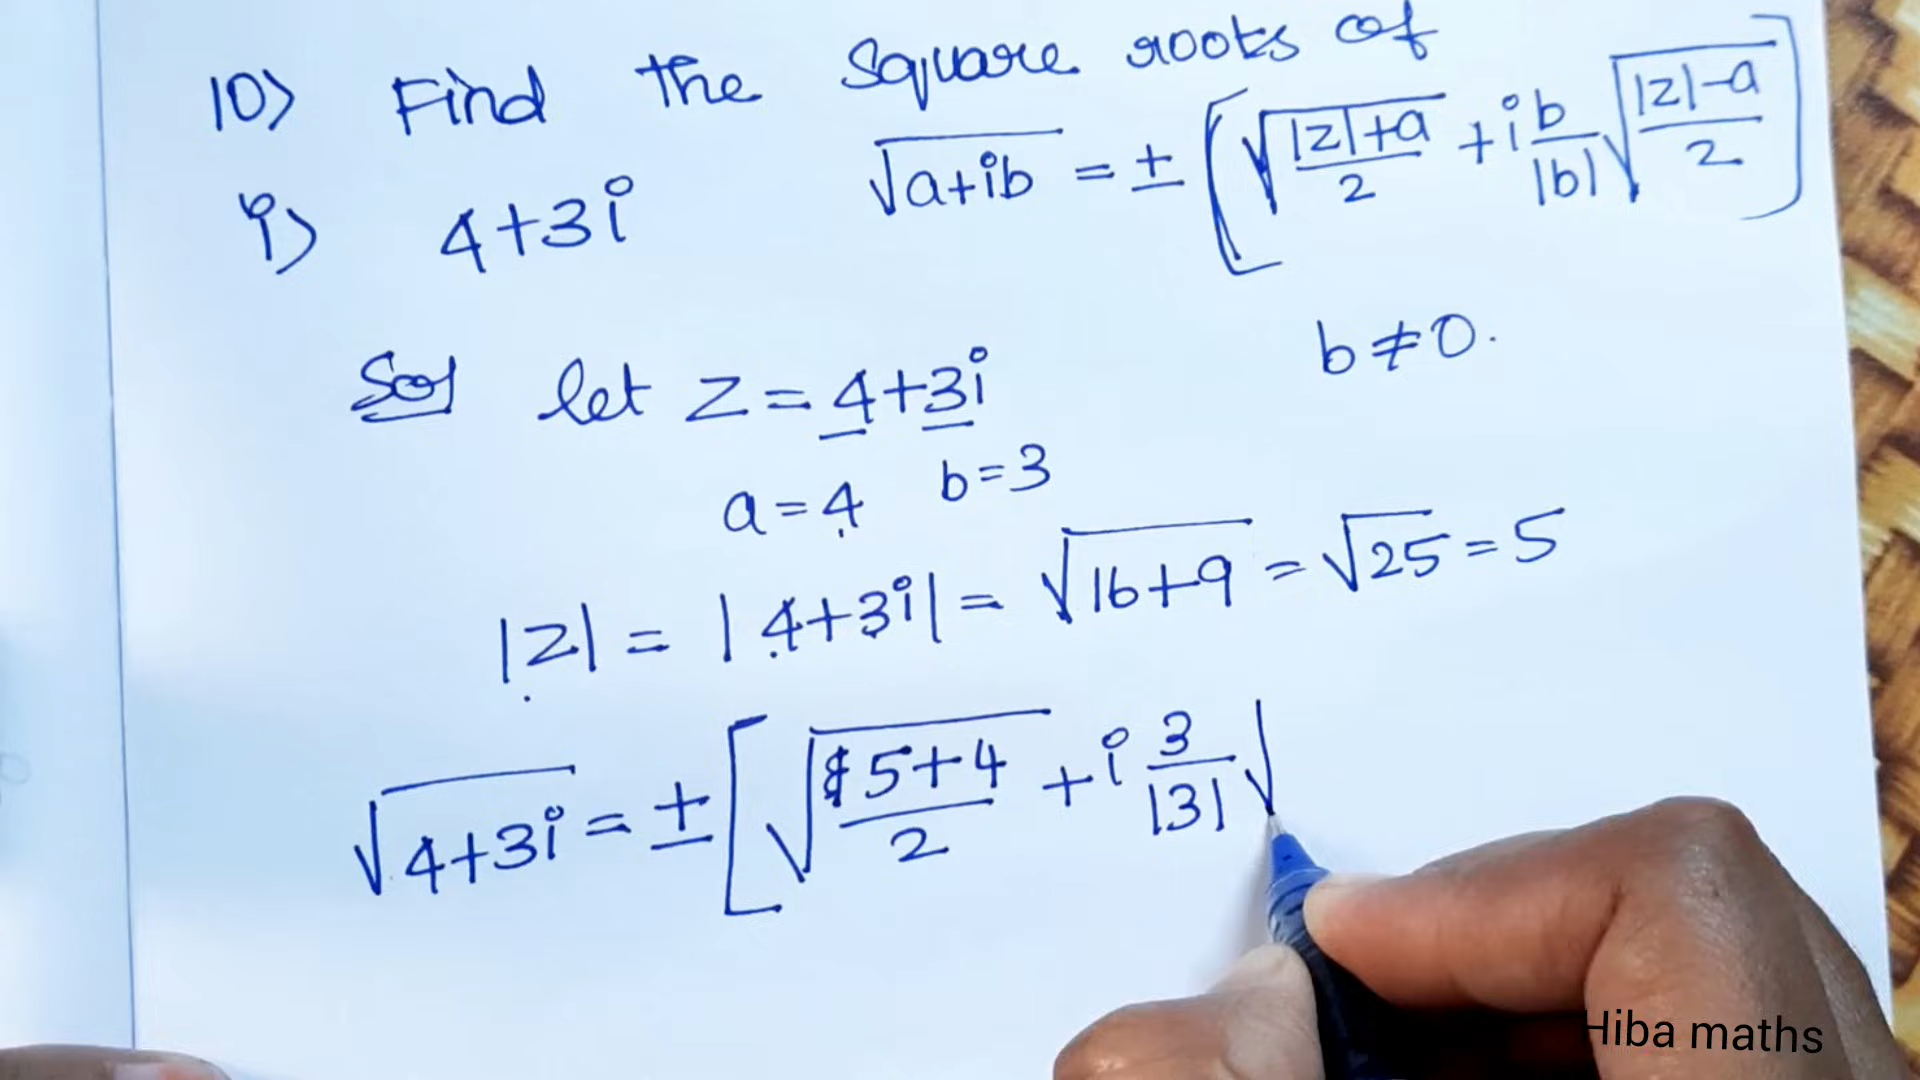 10) Find the Square roots of
√a+ib = ± [√|z|+a/2 + i b/|b| √|z|-a/2]
i) 4+3i
b≠0.
Sol let z = 4+3i
a=4 b=3
|z| = |4+3i| = √16+9 = √25 = 5
√4+3i = ± [√5+4/2 + i 3/|3| √
Hiba maths